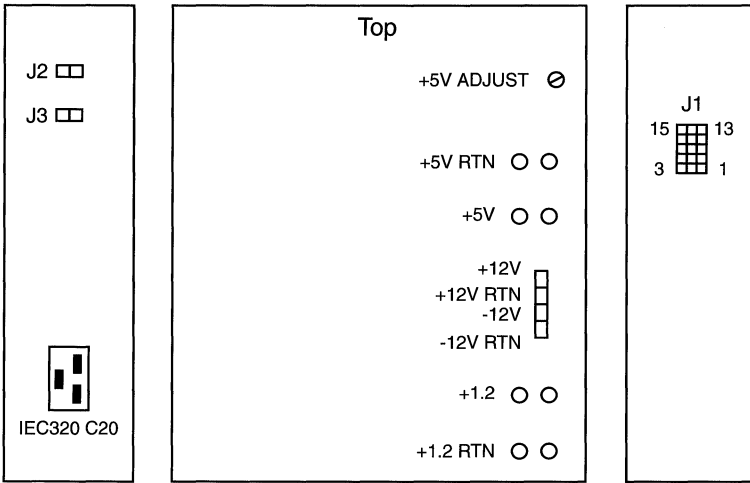 J2
J3
IEC320 C20
Top
+5V ADJUST
+5V RTN
+5V
+12V
+12V RTN
-12V
-12V RTN
+1.2
+1.2 RTN
J1
15 13
3 1